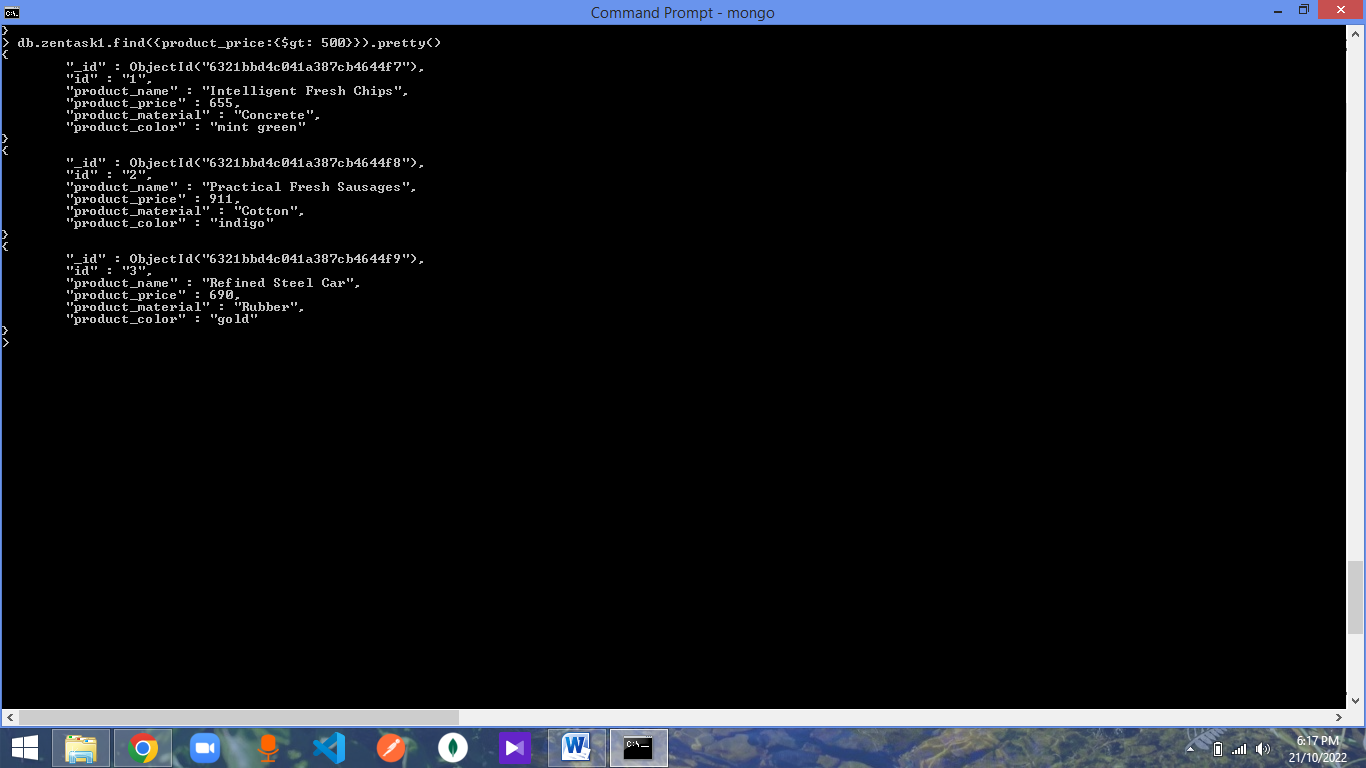 Command Prompt - mongo
}
> db.zentask1.find({product_price:{$gt: 500}}).pretty()
{
        "_id" : ObjectId("6321bbd4c041a387cb4644f7"),
        "id" : "1",
        "product_name" : "Intelligent Fresh Chips",
        "product_price" : 655,
        "product_material" : "Concrete",
        "product_color" : "mint green"
}
{
        "_id" : ObjectId("6321bbd4c041a387cb4644f8"),
        "id" : "2",
        "product_name" : "Practical Fresh Sausages",
        "product_price" : 911,
        "product_material" : "Cotton",
        "product_color" : "indigo"
}
{
        "_id" : ObjectId("6321bbd4c041a387cb4644f9"),
        "id" : "3",
        "product_name" : "Refined Steel Car",
        "product_price" : 690,
        "product_material" : "Rubber",
        "product_color" : "gold"
}
>
6:17 PM
21/10/2022